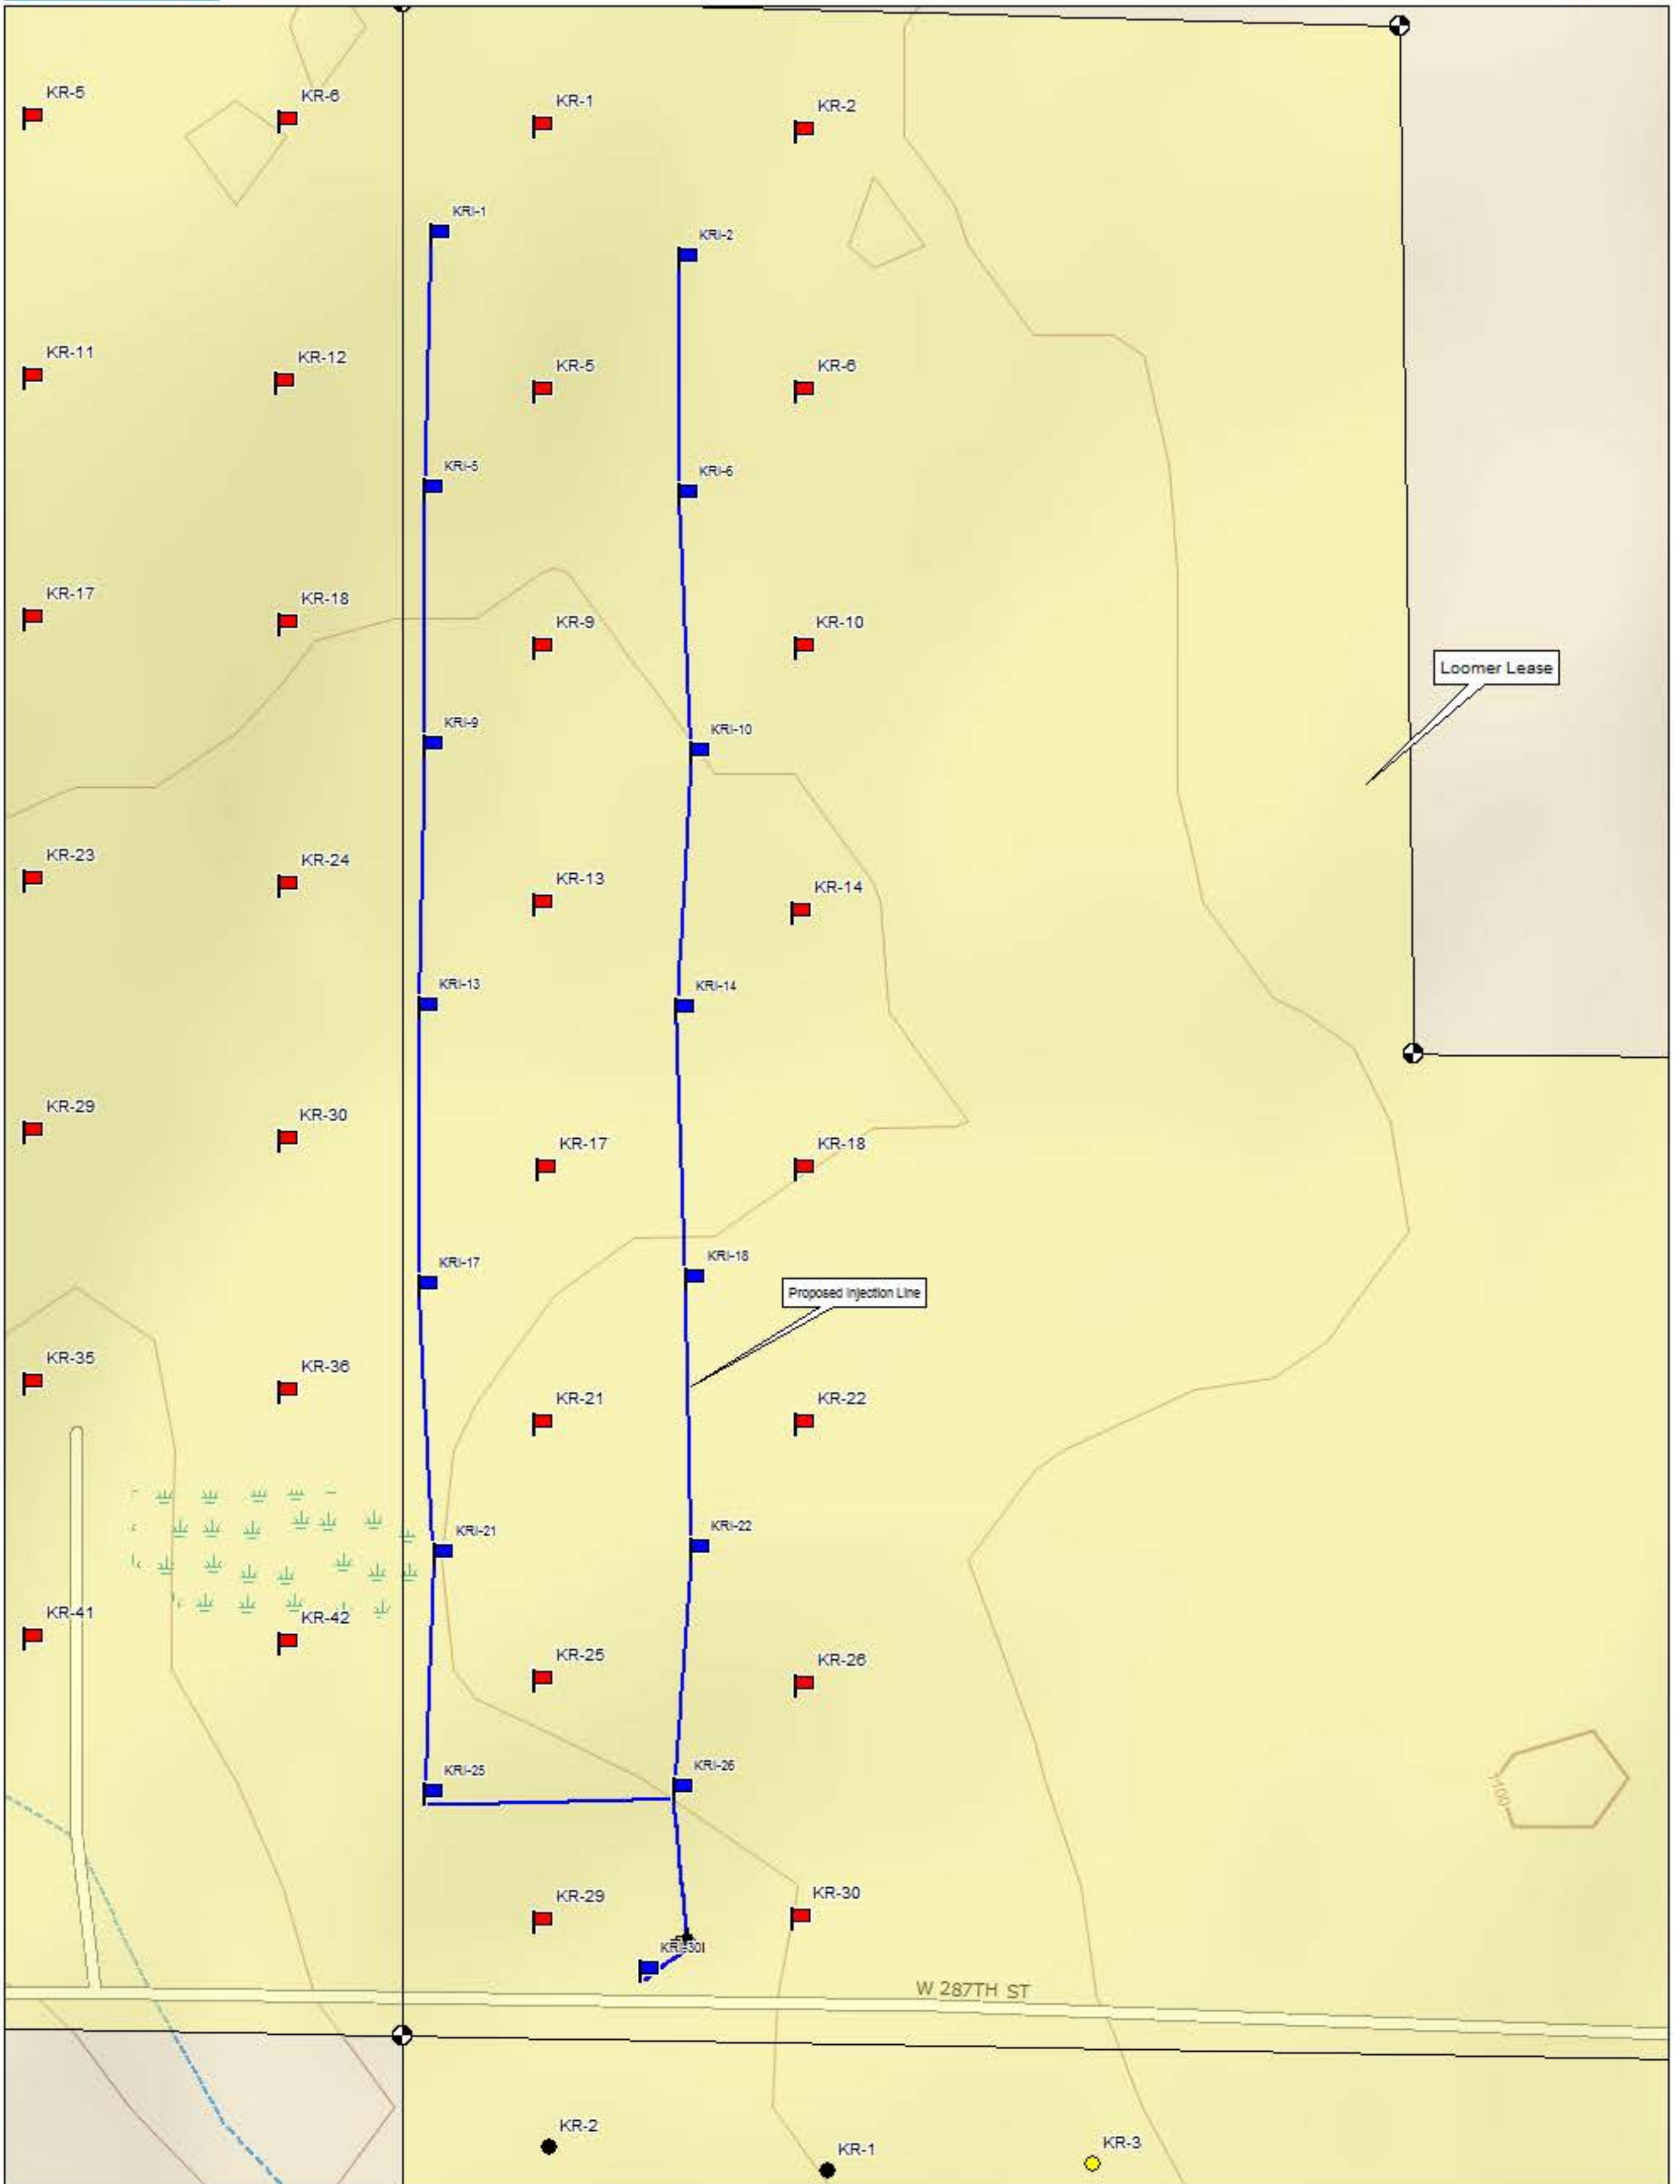 KR-5
KR-6
KR-1
KR-2
KRI-1
KRI-2
KR-11
KR-12
KR-5
KR-6
KRI-5
KRI-6
KR-17
KR-18
KR-9
KR-10
Loomer Lease
KRI-9
KRI-10
KR-23
KR-24
KR-13
KR-14
KRI-13
KRI-14
KR-29
KR-30
KR-17
KR-18
KRI-17
KRI-18
Proposed Injection Line
KR-35
KR-36
KR-21
KR-22
KRI-21
KRI-22
KR-41
KR-42
KR-25
KR-26
KRI-25
KRI-26
1100
KR-29
KR-30
W 287TH ST
KR-2
KR-1
KR-3